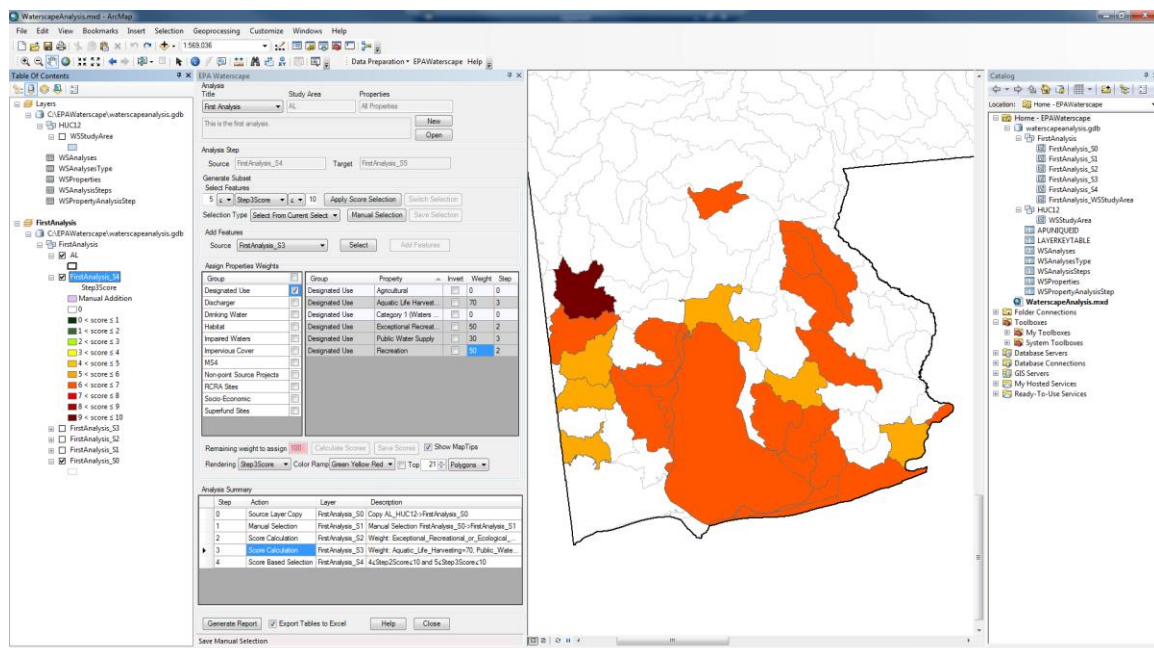 WaterscapeAnalysis.mxd - ArcMap
File Edit View Bookmarks Insert Selection Geoprocessing Customize Windows Help
1:569,036
Data Preparation EPAWaterscape Help
Table Of Contents
Layers
C:\EPAWaterscape\waterscapeanalysis.gdb
HUC12
WSStudyArea
WSAnalyses
WSAnalysesType
WSProperties
WSAnalysisSteps
WSPropertyAnalysisStep
FirstAnalysis
C:\EPAWaterscape\waterscapeanalysis.gdb
FirstAnalysis
AL
FirstAnalysis_S4
Step3Score
Manual Addition
0
0 < score ≤ 1
1 < score ≤ 2
2 < score ≤ 3
3 < score ≤ 4
4 < score ≤ 5
5 < score ≤ 6
6 < score ≤ 7
7 < score ≤ 8
8 < score ≤ 9
9 < score ≤ 10
FirstAnalysis_S3
FirstAnalysis_S2
FirstAnalysis_S1
FirstAnalysis_S0
EPA Waterscape
Analysis
Title Study Area Properties
First Analysis AL All Properties
This is the first analysis.
New
Open
Analysis Step
Source FirstAnalysis_S4 Target FirstAnalysis_S5
Generate Subset
Select Features
5 ≤ Step3Score ≤ 10 Apply Score Selection Switch Selection
Selection Type Select From Current Select Manual Selection Save Selection
Add Features
Source FirstAnalysis_S3 Select Add Features
Assign Properties Weights
Group
Designated Use
Discharger
Drinking Water
Habitat
Impaired Waters
Impervious Cover
MS4
Non-point Source Projects
RCRA Sites
Socio-Economic
Superfund Sites
Group Property Invert Weight Step
Designated Use Agricultural 0 0
Designated Use Aquatic Life Harvest... 70 3
Designated Use Category 1 (Waters ... 0 0
Designated Use Exceptional Recreat... 50 2
Designated Use Public Water Supply 30 3
Designated Use Recreation 50 2
Remaining weight to assign 100 Calculate Scores Save Scores Show MapTips
Rendering Step3Score Color Ramp Green Yellow Red Top 21 Polygons
Analysis Summary
Step Action Layer Description
0 Source Layer Copy FirstAnalysis_S0 Copy AL_HUC12->FirstAnalysis_S0
1 Manual Selection FirstAnalysis_S1 Manual Selection FirstAnalysis_S0->FirstAnalysis_S1
2 Score Calculation FirstAnalysis_S2 Weight: Exceptional_Recreational_or_Ecological_...
3 Score Calculation FirstAnalysis_S3 Weight: Aquatic_Life_Harvesting=70, Public_Wate...
4 Score Based Selection FirstAnalysis_S4 4≤Step2Score≤10 and 5≤Step3Score≤10
Generate Report Export Tables to Excel Help Close
Save Manual Selection
Catalog
Location: Home - EPAWaterscape
Home - EPAWaterscape
waterscapeanalysis.gdb
FirstAnalysis
FirstAnalysis_S0
FirstAnalysis_S1
FirstAnalysis_S2
FirstAnalysis_S3
FirstAnalysis_S4
FirstAnalysis_WSStudyArea
HUC12
WSStudyArea
APUNIQUEID
LAYERKEYTABLE
WSAnalyses
WSAnalysesType
WSAnalysisSteps
WSProperties
WSPropertyAnalysisStep
WaterscapeAnalysis.mxd
Folder Connections
Toolboxes
My Toolboxes
System Toolboxes
Database Servers
Database Connections
GIS Servers
My Hosted Services
Ready-To-Use Services